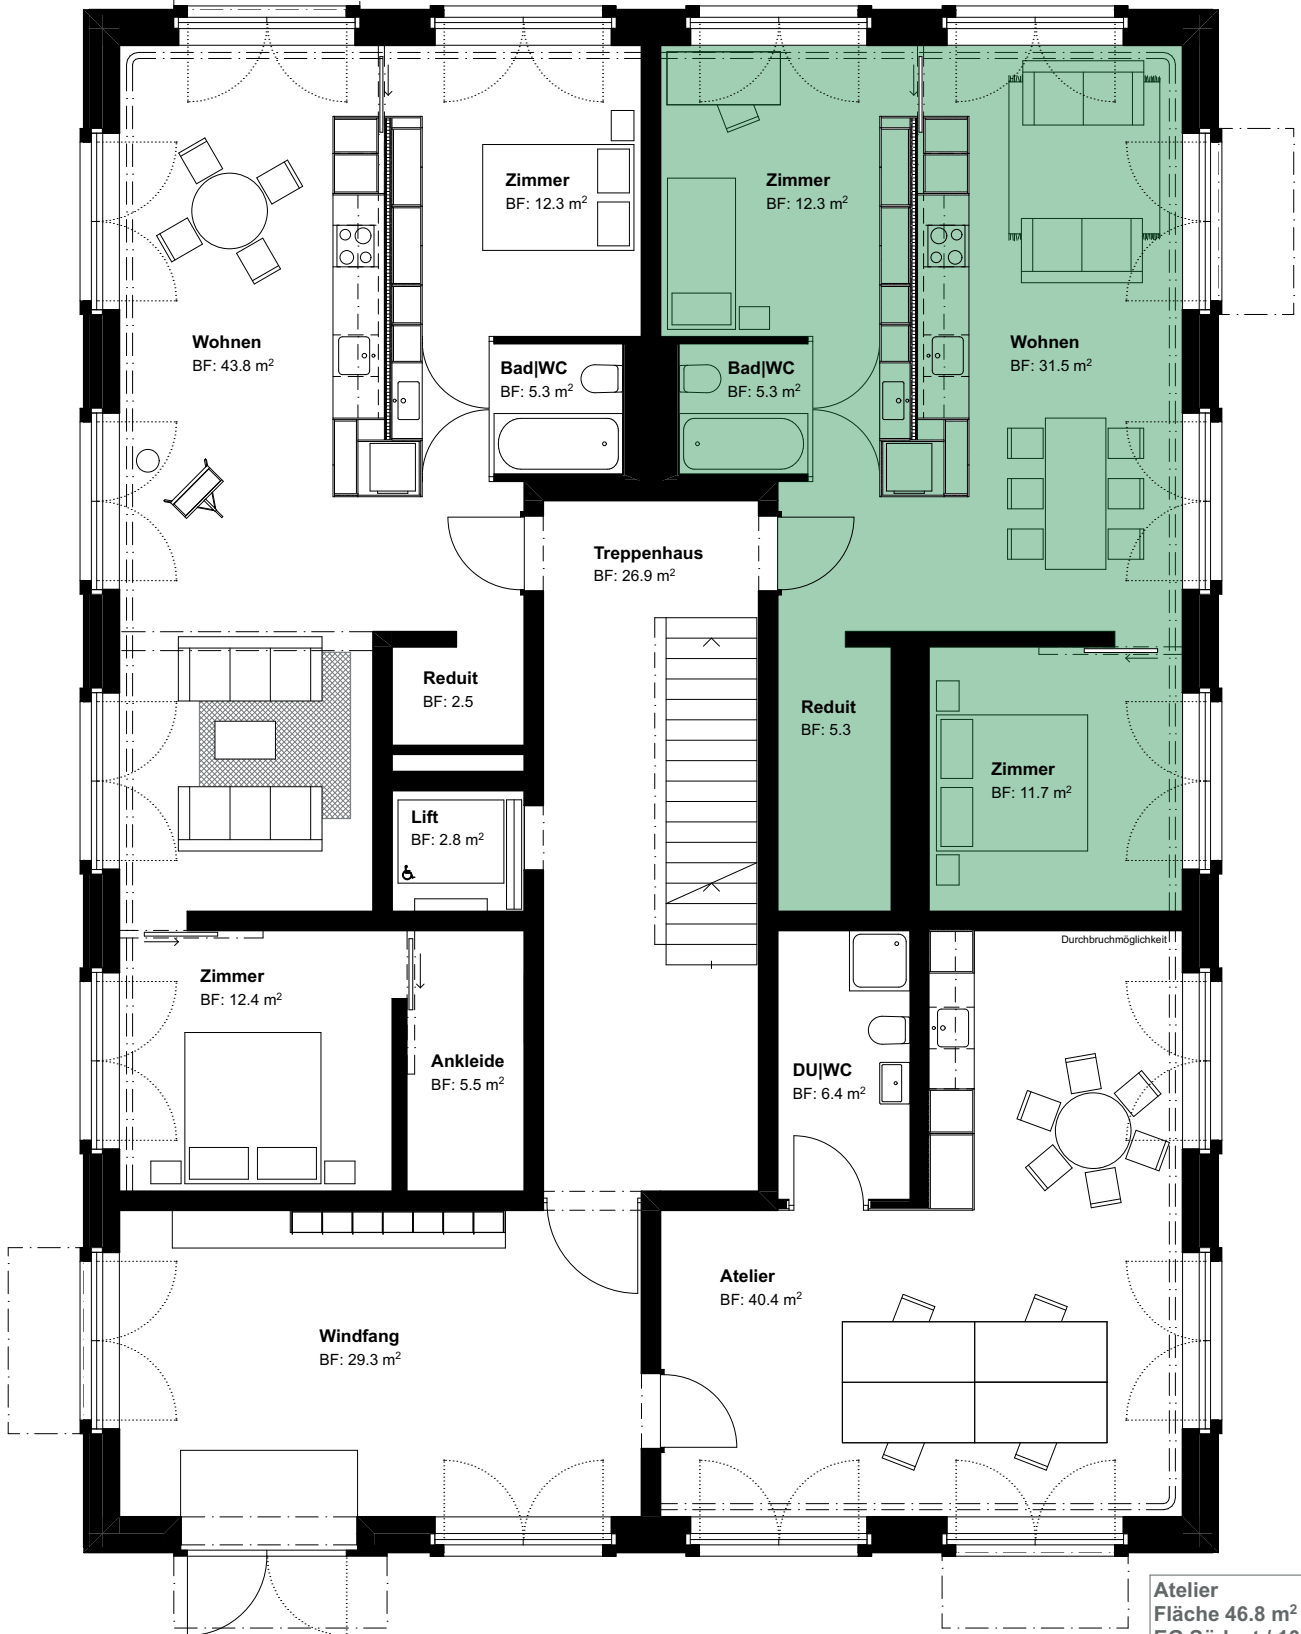 Zimmer
BF: 12.3 m²
Zimmer
BF: 12.3 m²
Wohnen
BF: 43.8 m²
Bad|WC
BF: 5.3 m²
Bad|WC
BF: 5.3 m²
Wohnen
BF: 31.5 m²
Treppenhaus
BF: 26.9 m²
Reduit
BF: 2.5
Reduit
BF: 5.3
Zimmer
BF: 11.7 m²
Lift
BF: 2.8 m²
Durchbruchmöglichkeit
Zimmer
BF: 12.4 m²
Ankleide
BF: 5.5 m²
DU|WC
BF: 6.4 m²
Atelier
BF: 40.4 m²
Windfang
BF: 29.3 m²
Atelier
Fläche 46.8 m²